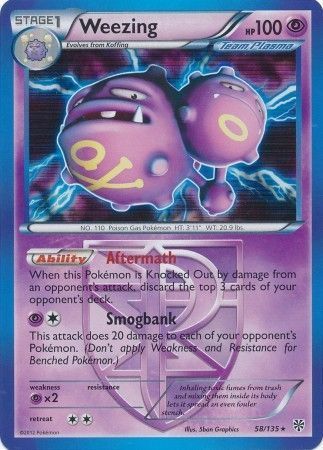 STAGE1
Weezing
HP100
Evolves from Koffing
Team Plasma
NO. 110 Poison Gas Pokémon HT: 3'11" WT: 20.9 lbs.
Ability Aftermath
When this Pokémon is Knocked Out by damage from
an opponent's attack, discard the top 3 cards of your
opponent's deck.
Smogbank
This attack does 20 damage to each of your opponent's
Pokémon. (Don't apply Weakness and Resistance for
Benched Pokémon.)
weakness
resistance
×2
retreat
Inhaling toxic fumes from trash
and mixing them inside its body
lets it spread an even fouler
stench.
©2012 Pokémon
Illus. 5ban Graphics
58/135★